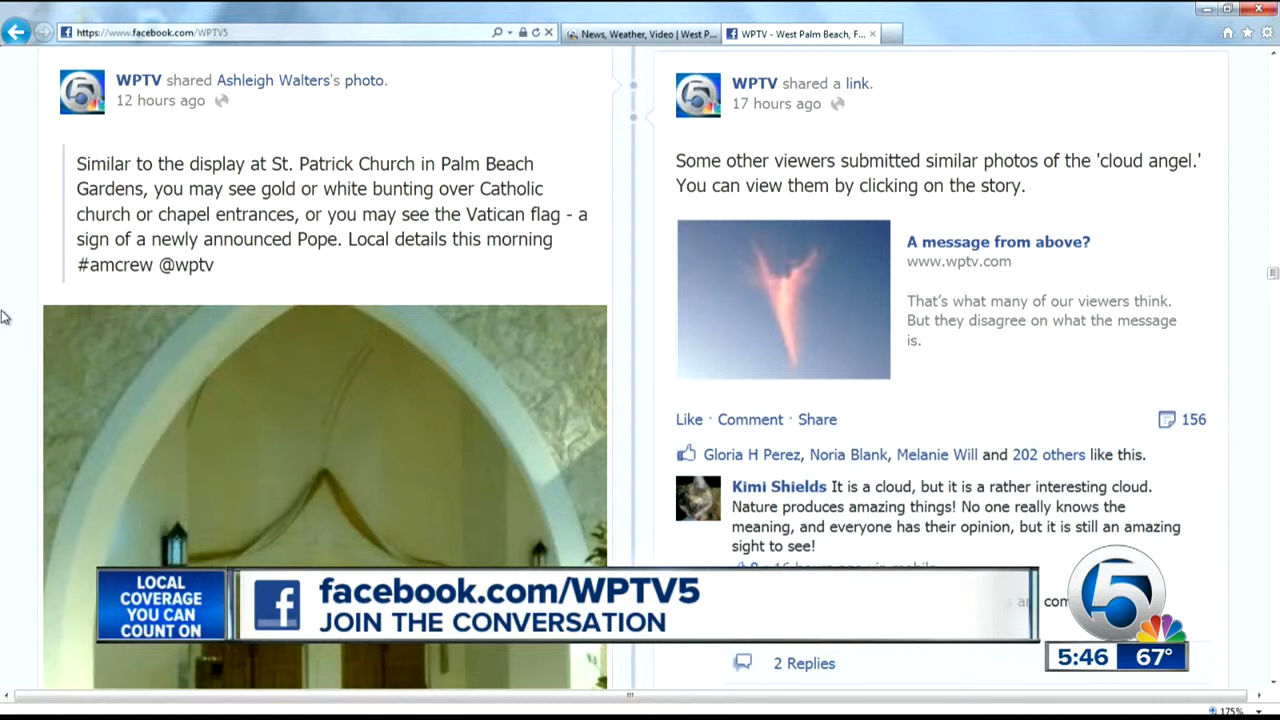 https://www.facebook.com/WPTV5
News, Weather, Video | West P...
WPTV - West Palm Beach, F...
WPTV shared Ashleigh Walters's photo.
12 hours ago
Similar to the display at St. Patrick Church in Palm Beach
Gardens, you may see gold or white bunting over Catholic
church or chapel entrances, or you may see the Vatican flag - a
sign of a newly announced Pope. Local details this morning
#amcrew @wptv
WPTV shared a link.
17 hours ago
Some other viewers submitted similar photos of the 'cloud angel.'
You can view them by clicking on the story.
A message from above?
www.wptv.com
That's what many of our viewers think.
But they disagree on what the message
is.
Like · Comment · Share
156
Gloria H Perez, Noria Blank, Melanie Will and 202 others like this.
Kimi Shields It is a cloud, but it is a rather interesting cloud.
Nature produces amazing things! No one really knows the
meaning, and everyone has their opinion, but it is still an amazing
sight to see!
2 Replies
LOCAL
COVERAGE
YOU CAN
COUNT ON
f
facebook.com/WPTV5
JOIN THE CONVERSATION
5
5:46 67°
175%